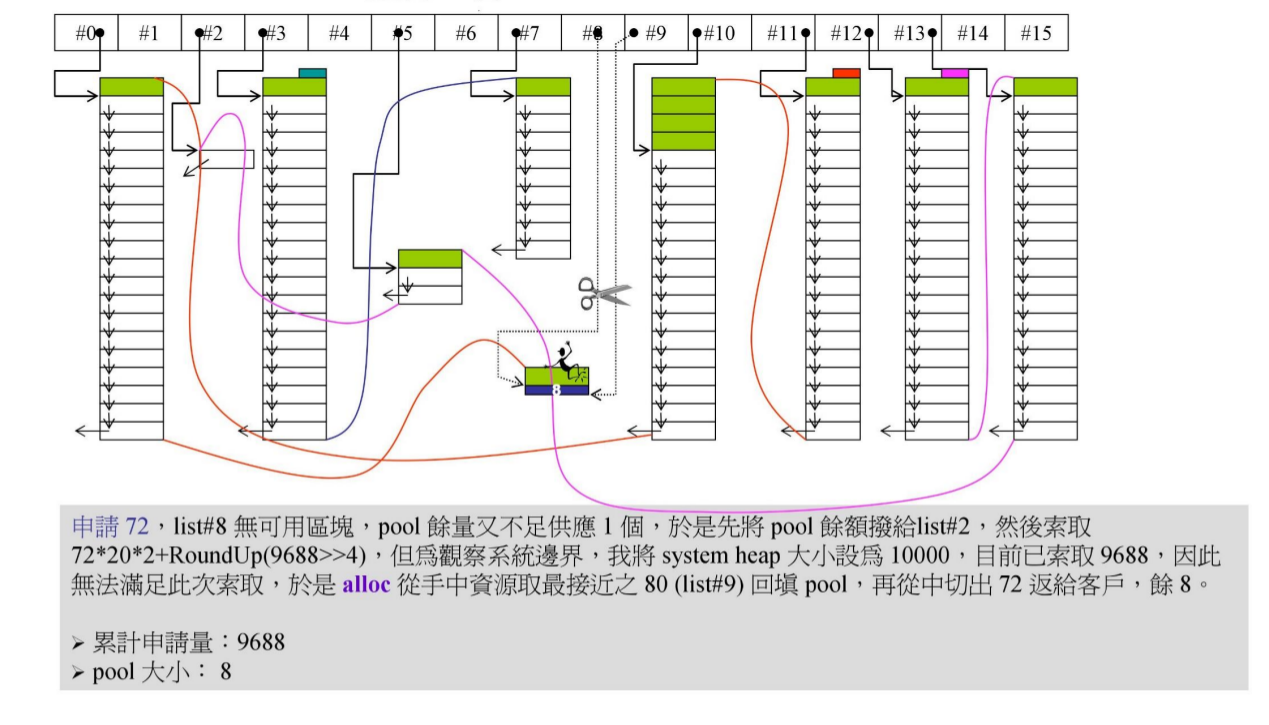 #0 #1 #2 #3 #4 #5 #6 #7 #8 #9 #10 #11 #12 #13 #14 #15
8
申請 72，list#8 無可用區塊，pool 餘量又不足供應 1 個，於是先將 pool 餘額撥給list#2，然後索取
72*20*2+RoundUp(9688>>4)，但為觀察系統邊界，我將 system heap 大小設為 10000，目前已索取 9688，因此
無法滿足此次索取，於是 alloc 從手中資源取最接近之 80 (list#9) 回填 pool，再從中切出 72 返給客戶，餘 8。
➢ 累計申請量：9688
➢ pool 大小： 8